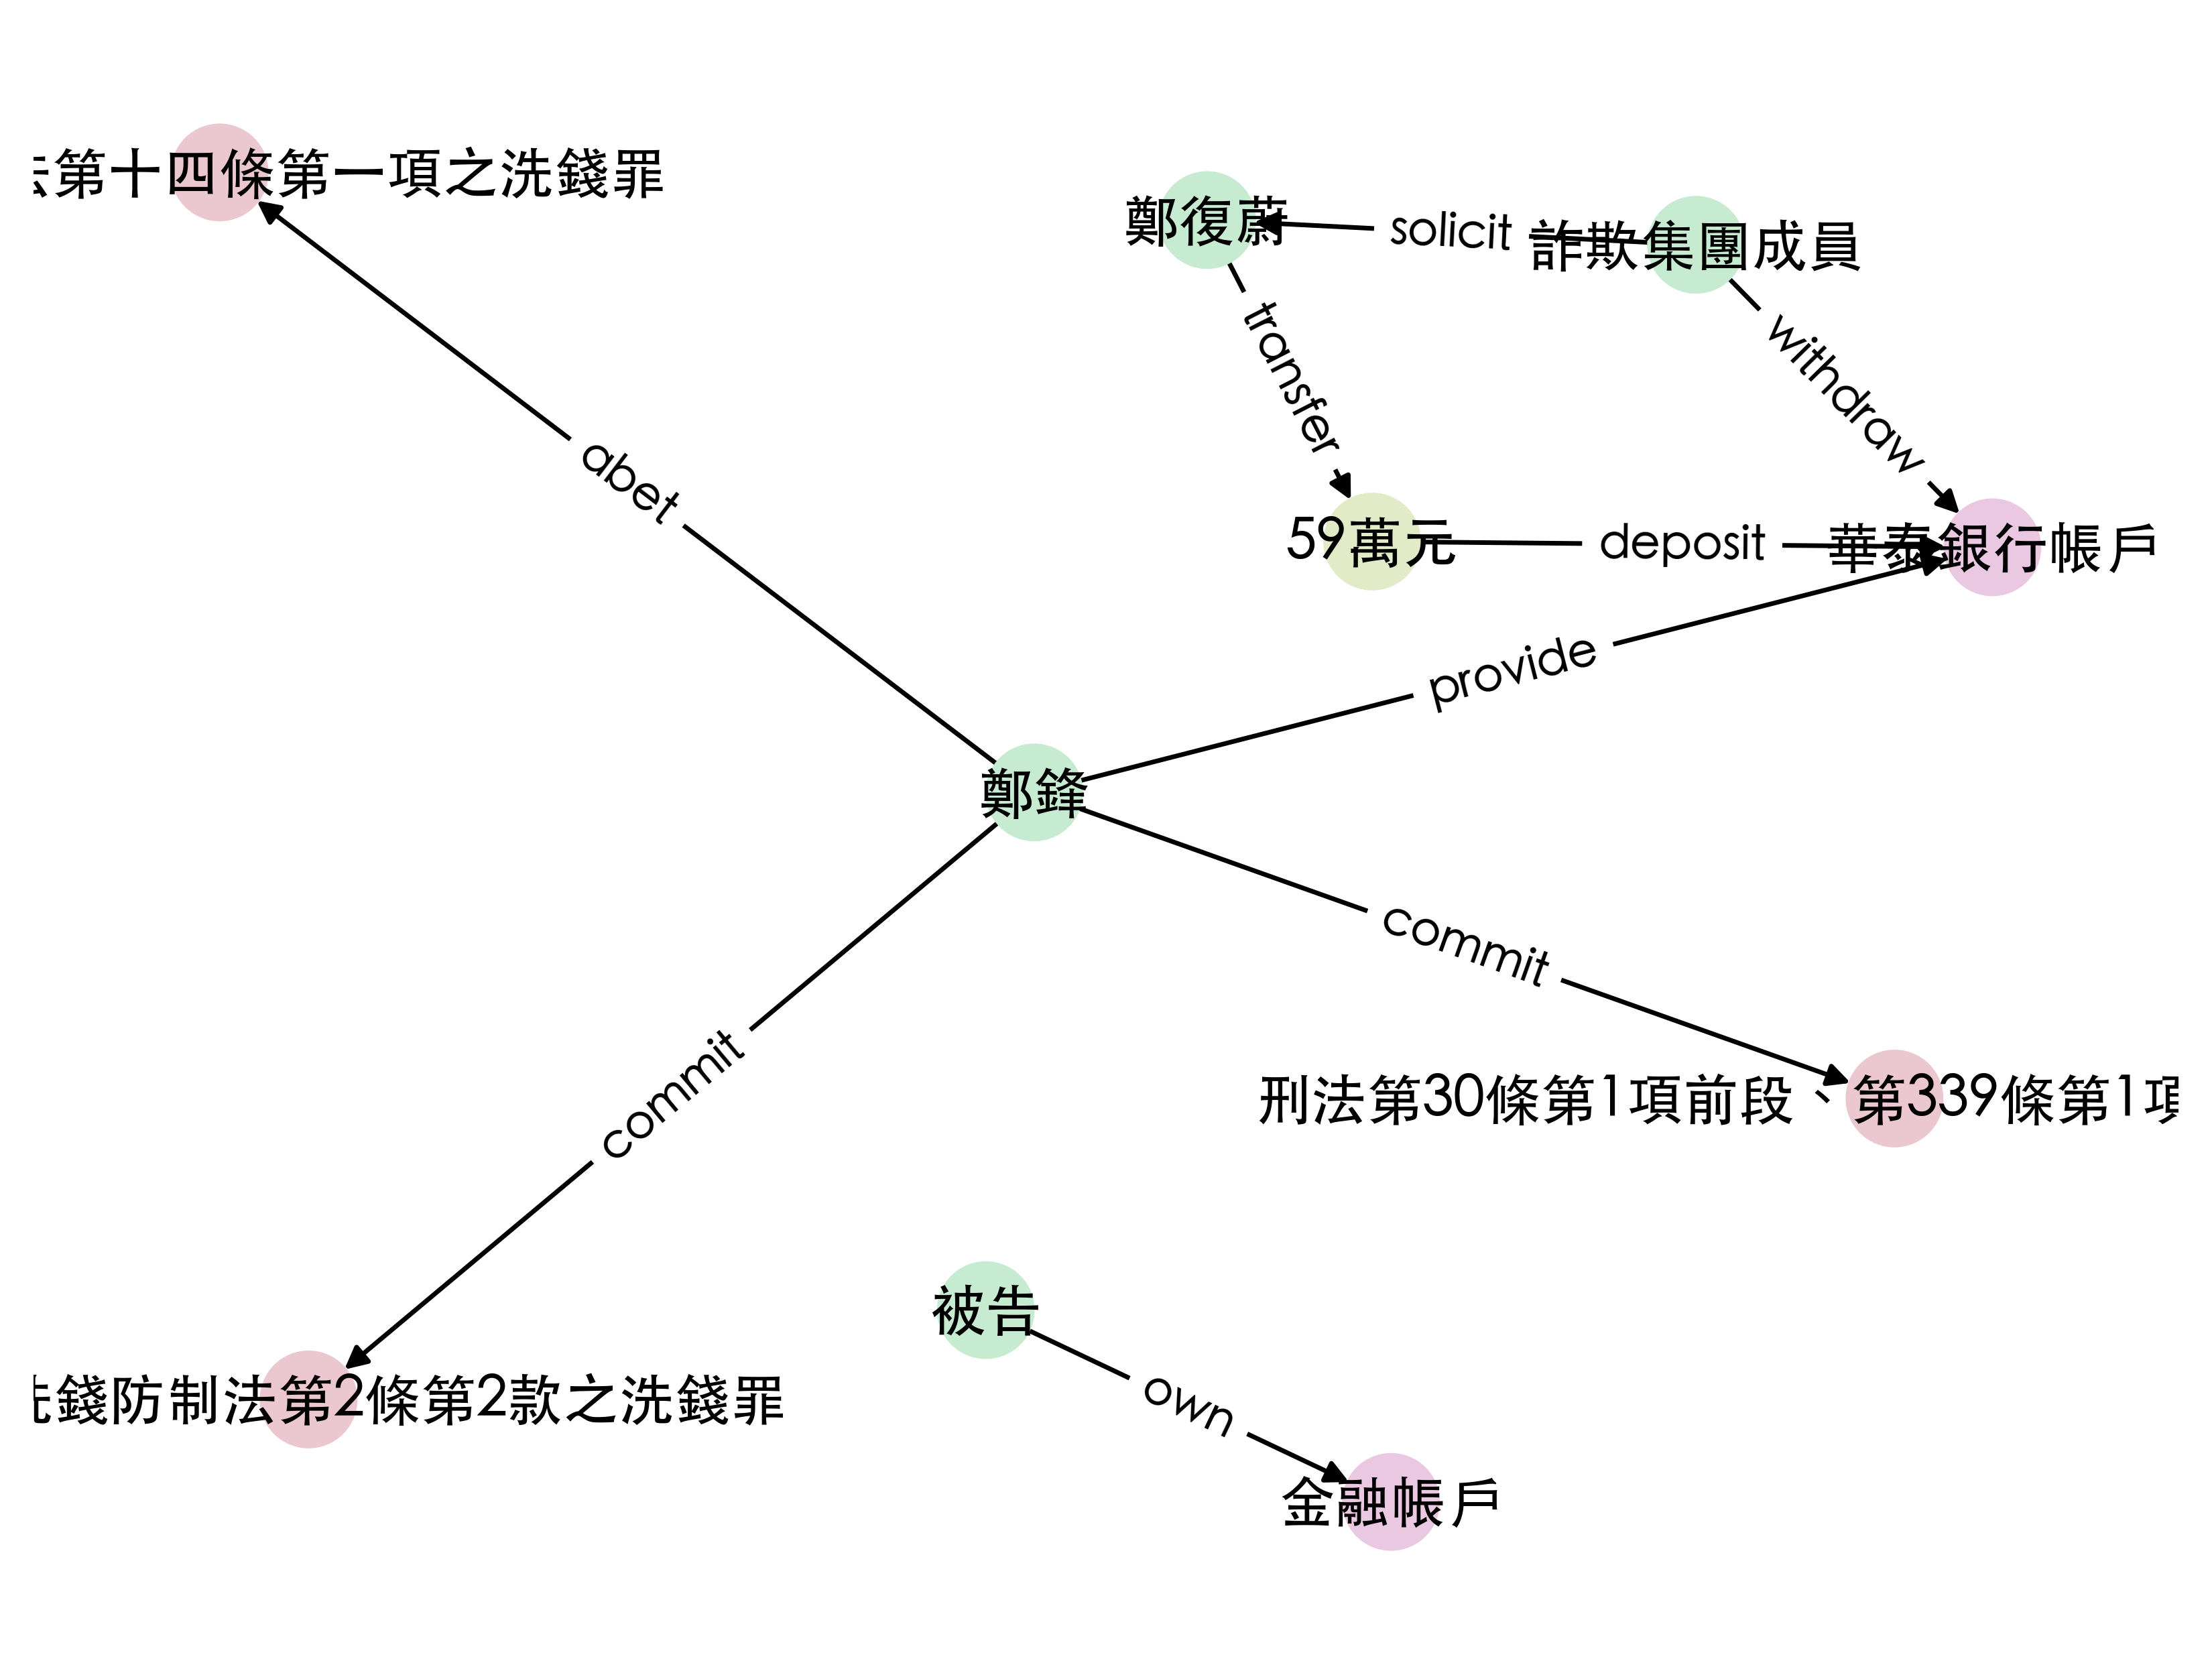 第十四條第一項之洗錢罪
鄭復蔚
solicit
詐欺集團成員
transfer
withdraw
abet
59萬元
deposit
華泰銀行帳戶
provide
鄭鋒
commit
commit
刑法第30條第1項前段、第339條第1項
被告
錢防制法第2條第2款之洗錢罪
own
金融帳戶